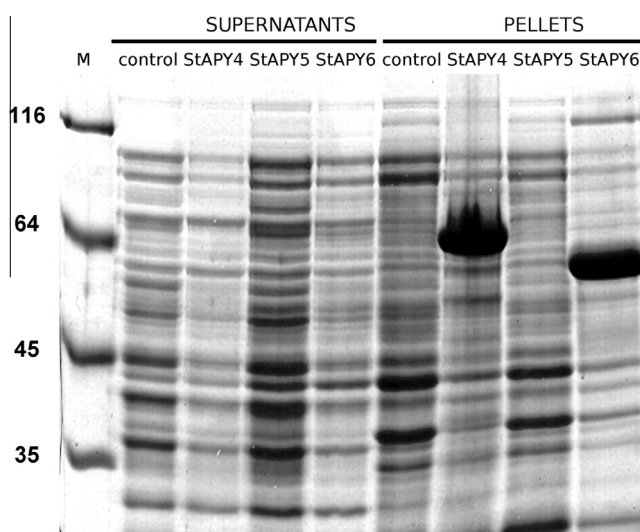 SUPERNATANTS PELLETS
M control StAPY4 StAPY5 StAPY6 control StAPY4 StAPY5 StAPY6
116
64
45
35